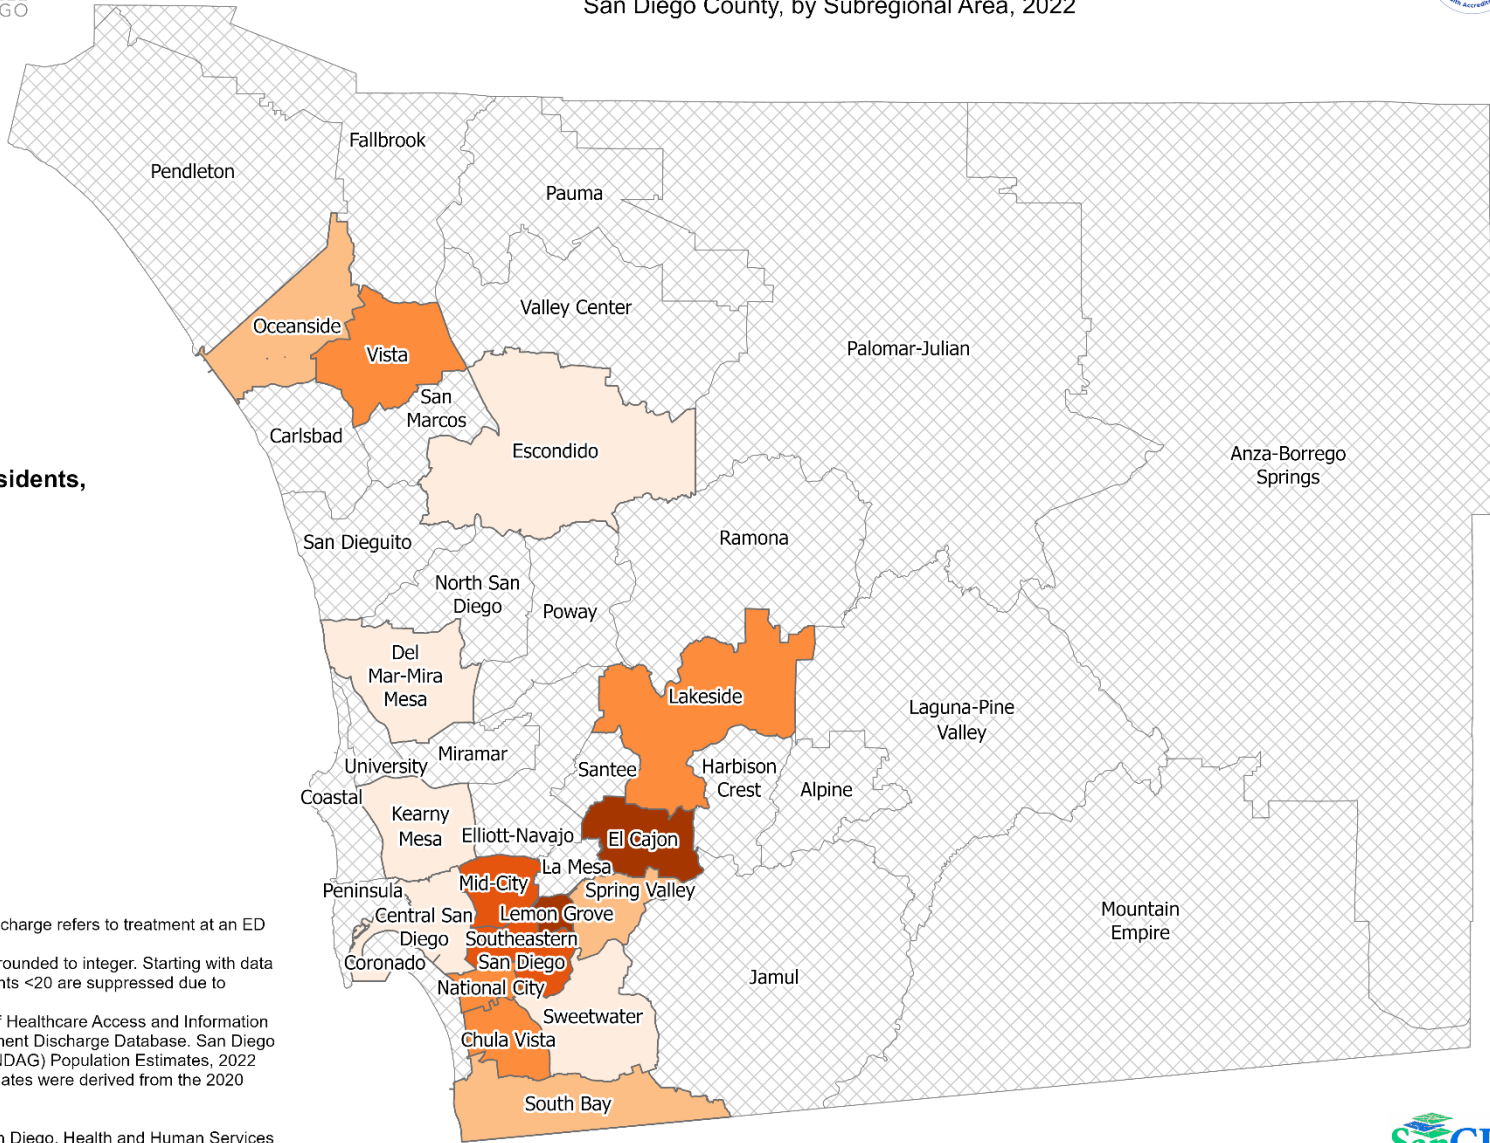 GO
San Diego County, by Subregional Area, 2022
Fallbrook
Pendleton
Pauma
Valley Center
Oceanside
Vista
Palomar-Julian
San
Marcos
Carlsbad
Escondido
Anza-Borrego
Springs
sidents,
San Dieguito
Ramona
North San
Diego
Poway
Del
Mar-Mira
Mesa
Lakeside
Laguna-Pine
Valley
Miramar
University
Santee
Harbison
Crest
Alpine
Coastal
Kearny
Mesa
Elliott-Navajo
El Cajon
La Mesa
Mid-City
Spring Valley
Peninsula
Central San
Diego
Lemon Grove
Mountain
Empire
Southeastern
San Diego
Coronado
National City
Jamul
Sweetwater
Chula Vista
South Bay
charge refers to treatment at an ED
rounded to integer. Starting with data
nts <20 are suppressed due to
f Healthcare Access and Information
ment Discharge Database. San Diego
NDAG) Population Estimates, 2022
ates were derived from the 2020
n Diego, Health and Human Services